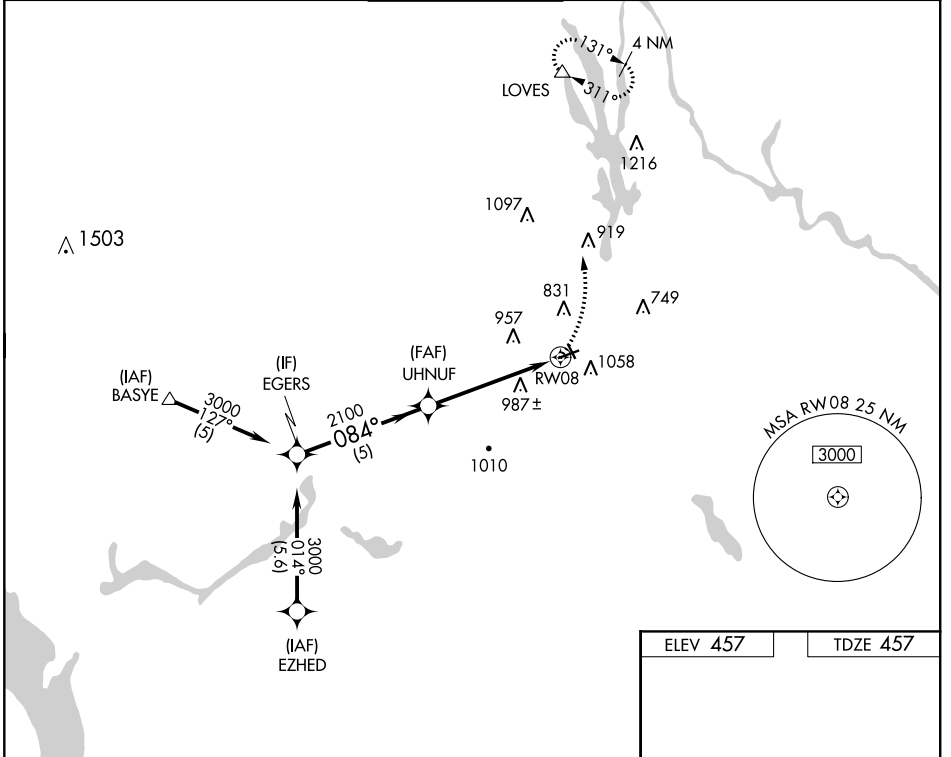 131°
4 NM
311°
LOVES
1216
1097
919
1503
831
749
957
(FAF)
UHNUF
(IF)
EGERS
1058
RW08
987±
(IAF)
BASYE
3000
127°
(5)
2100
084°
(5)
1010
MSA RW08 25 NM
3000
3000
014°
(5.6)
(IAF)
EZHED
ELEV 457
TDZE 457